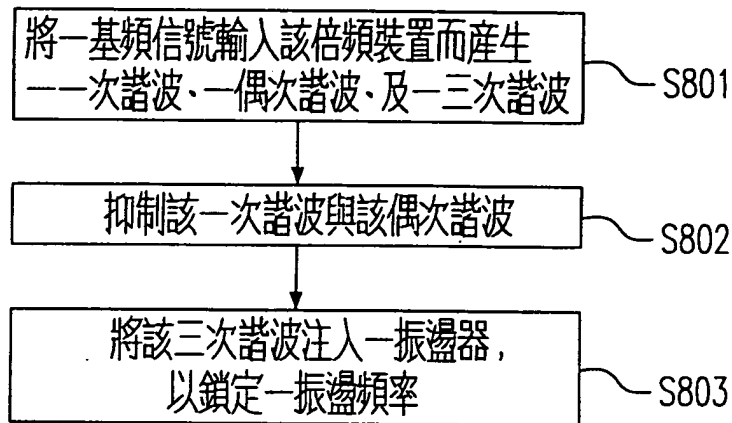 將一基頻信號輸入該倍頻裝置而產生
一一次諧波、一偶次諧波、及一三次諧波
S801
抑制該一次諧波與該偶次諧波
S802
將該三次諧波注入一振盪器，
以鎖定一振盪頻率
S803